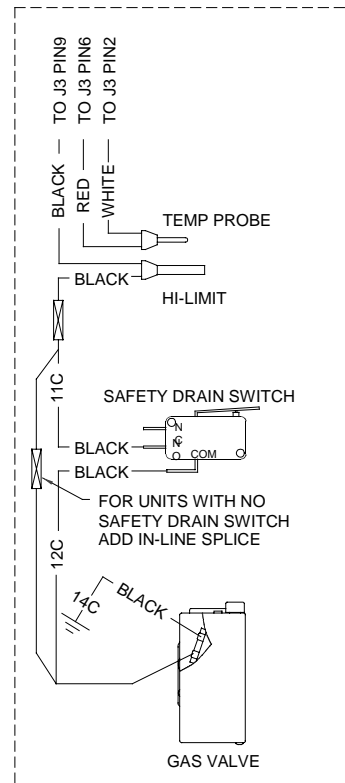 TO J3 PIN9
TO J3 PIN6
TO J3 PIN2
BLACK
RED
WHITE
TEMP PROBE
BLACK
HI-LIMIT
11C
SAFETY DRAIN SWITCH
N
C
N
O
COM
BLACK
BLACK
FOR UNITS WITH NO
SAFETY DRAIN SWITCH
ADD IN-LINE SPLICE
12C
14C
BLACK
GAS VALVE